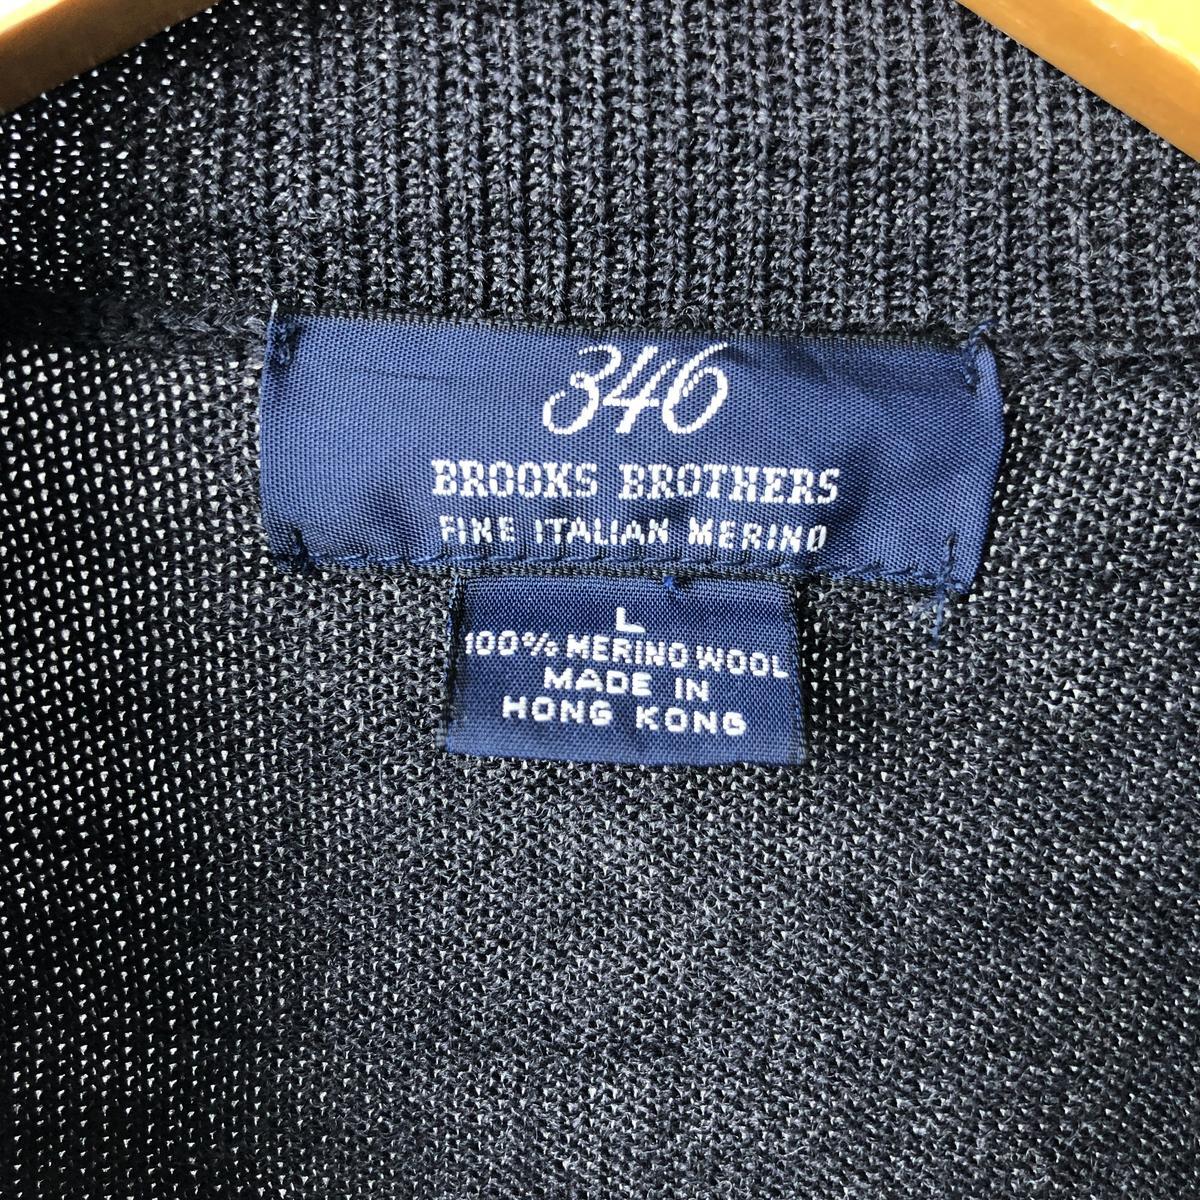 346
BROOKS BROTHERS
FINE ITALIAN MERINO
L
100% MERINO WOOL
MADE IN
HONG KONG